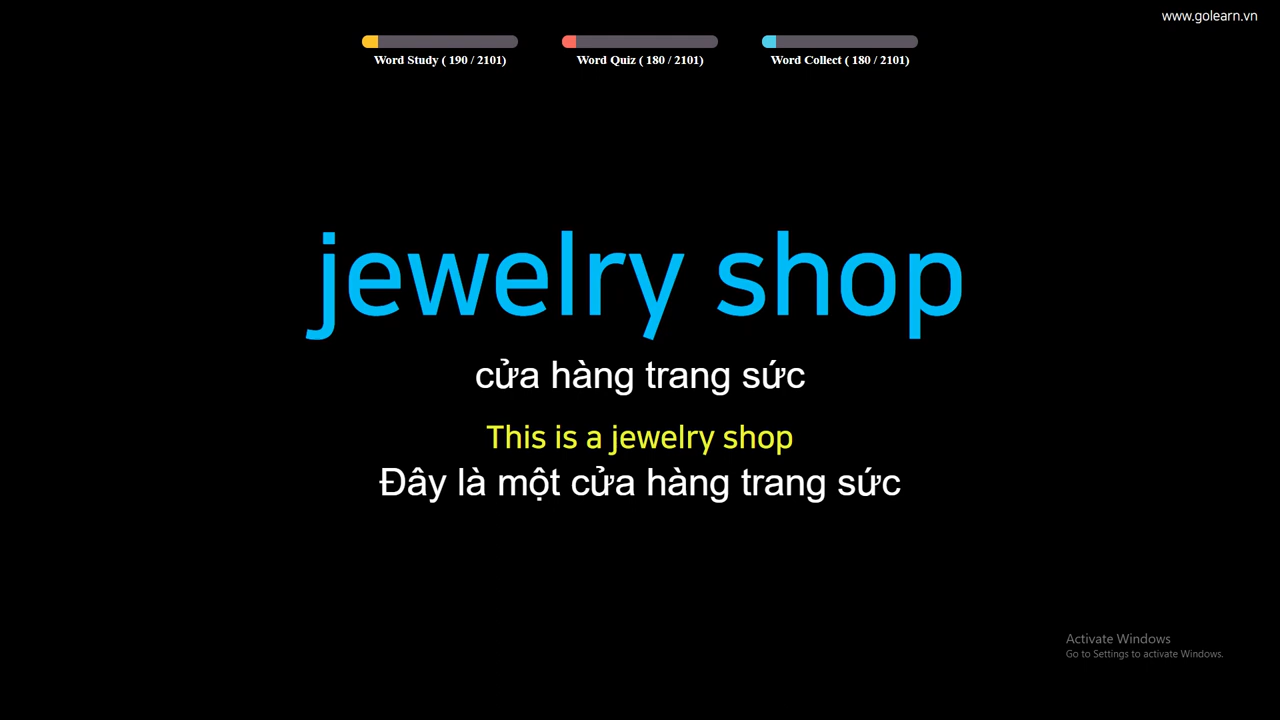 www.golearn.vn
Word Study ( 190 / 2101)
Word Quiz ( 180 / 2101)
Word Collect ( 180 / 2101)
jewelry shop
cửa hàng trang sức
This is a jewelry shop
Đây là một cửa hàng trang sức
Activate Windows
Go to Settings to activate Windows.